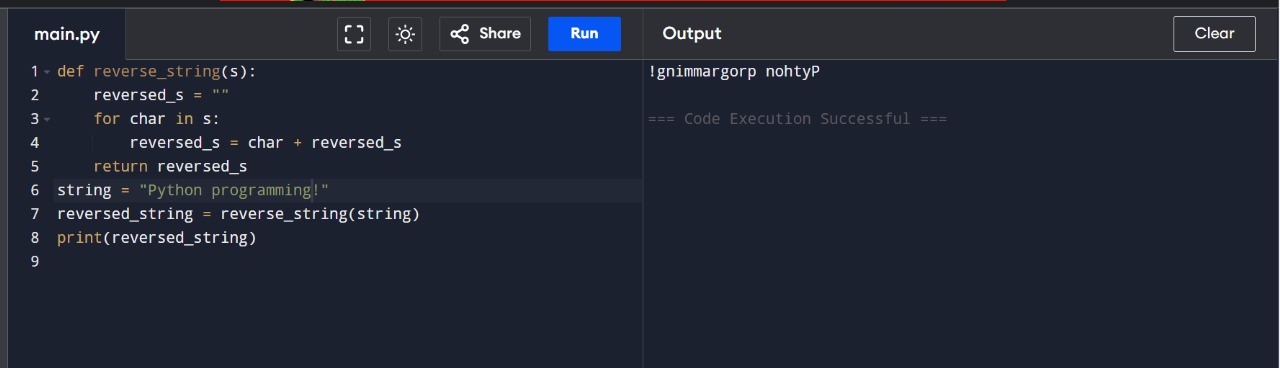 main.py
Share
Run
Output
Clear
1 def reverse_string(s):
2     reversed_s = ""
3     for char in s:
4         reversed_s = char + reversed_s
5     return reversed_s
6 string = "Python programming!"
7 reversed_string = reverse_string(string)
8 print(reversed_string)
9
!gnimmargorp nohtyP
=== Code Execution Successful ===